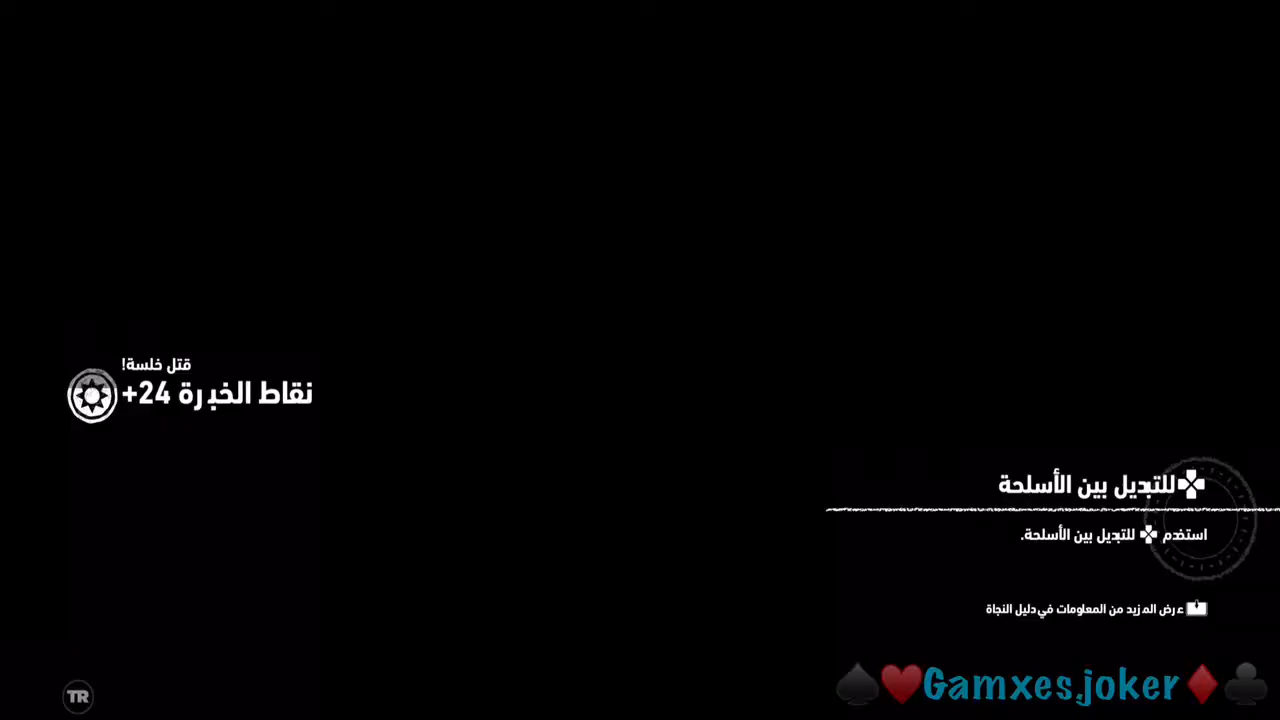 قتل خلسة!
نقاط الخبرة 24+
للتبديل بين الأسلحة
استخدم للتبديل بين الأسلحة.
عرض المزيد من المعلومات في دليل النجاة
TR
Gamxes.joker